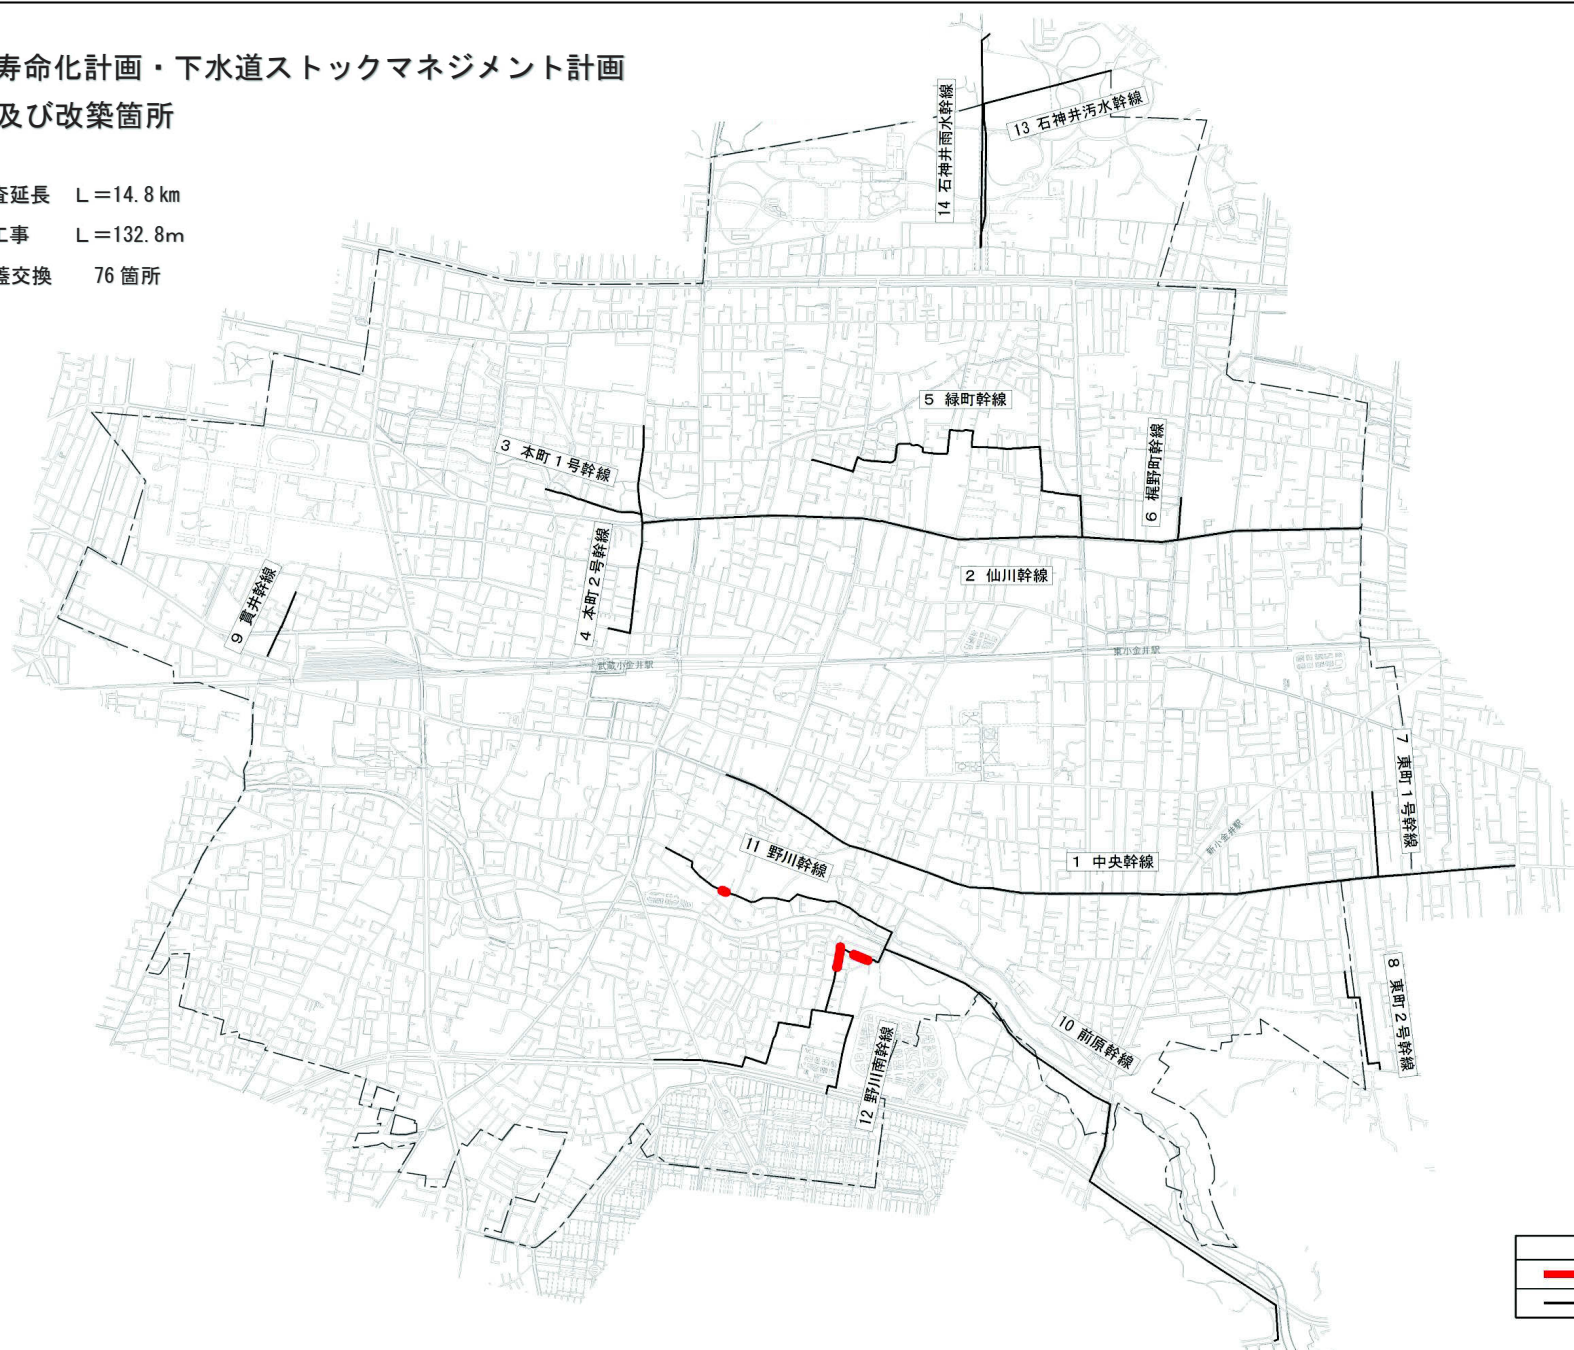 寿命化計画・下水道ストックマネジメント計画
及び改築箇所
査延長 L=14.8km
工事 L=132.8m
蓋交換 76箇所
14 石神井雨水幹線
13 石神井汚水幹線
5 緑町幹線
3 本町1号幹線
6 梶野町幹線
4 本町2号幹線
2 仙川幹線
9 貫井幹線
武蔵小金井駅
東小金井駅
7 東町1号幹線
新小金井駅
11 野川幹線
1 中央幹線
8 東町2号幹線
10 前原幹線
12 野川南幹線